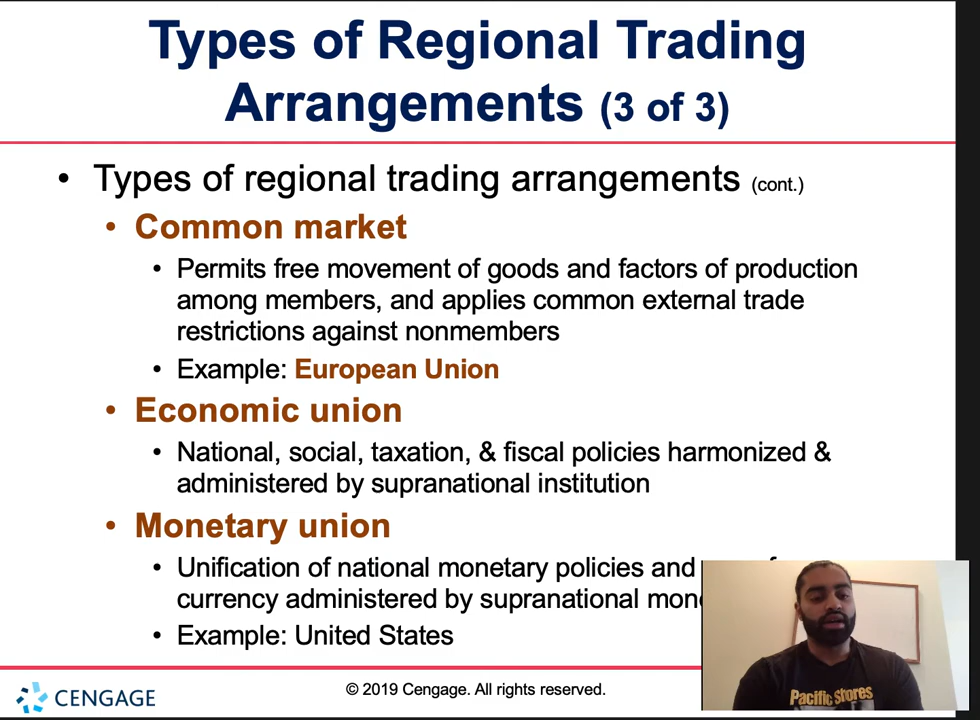 Types of Regional Trading
Arrangements (3 of 3)
• Types of regional trading arrangements (cont.)
• Common market
• Permits free movement of goods and factors of production
among members, and applies common external trade
restrictions against nonmembers
• Example: European Union
• Economic union
• National, social, taxation, & fiscal policies harmonized &
administered by supranational institution
• Monetary union
• Unification of national monetary policies and
currency administered by supranational
• Example: United States
CENGAGE
© 2019 Cengage. All rights reserved.
Pacific Shores